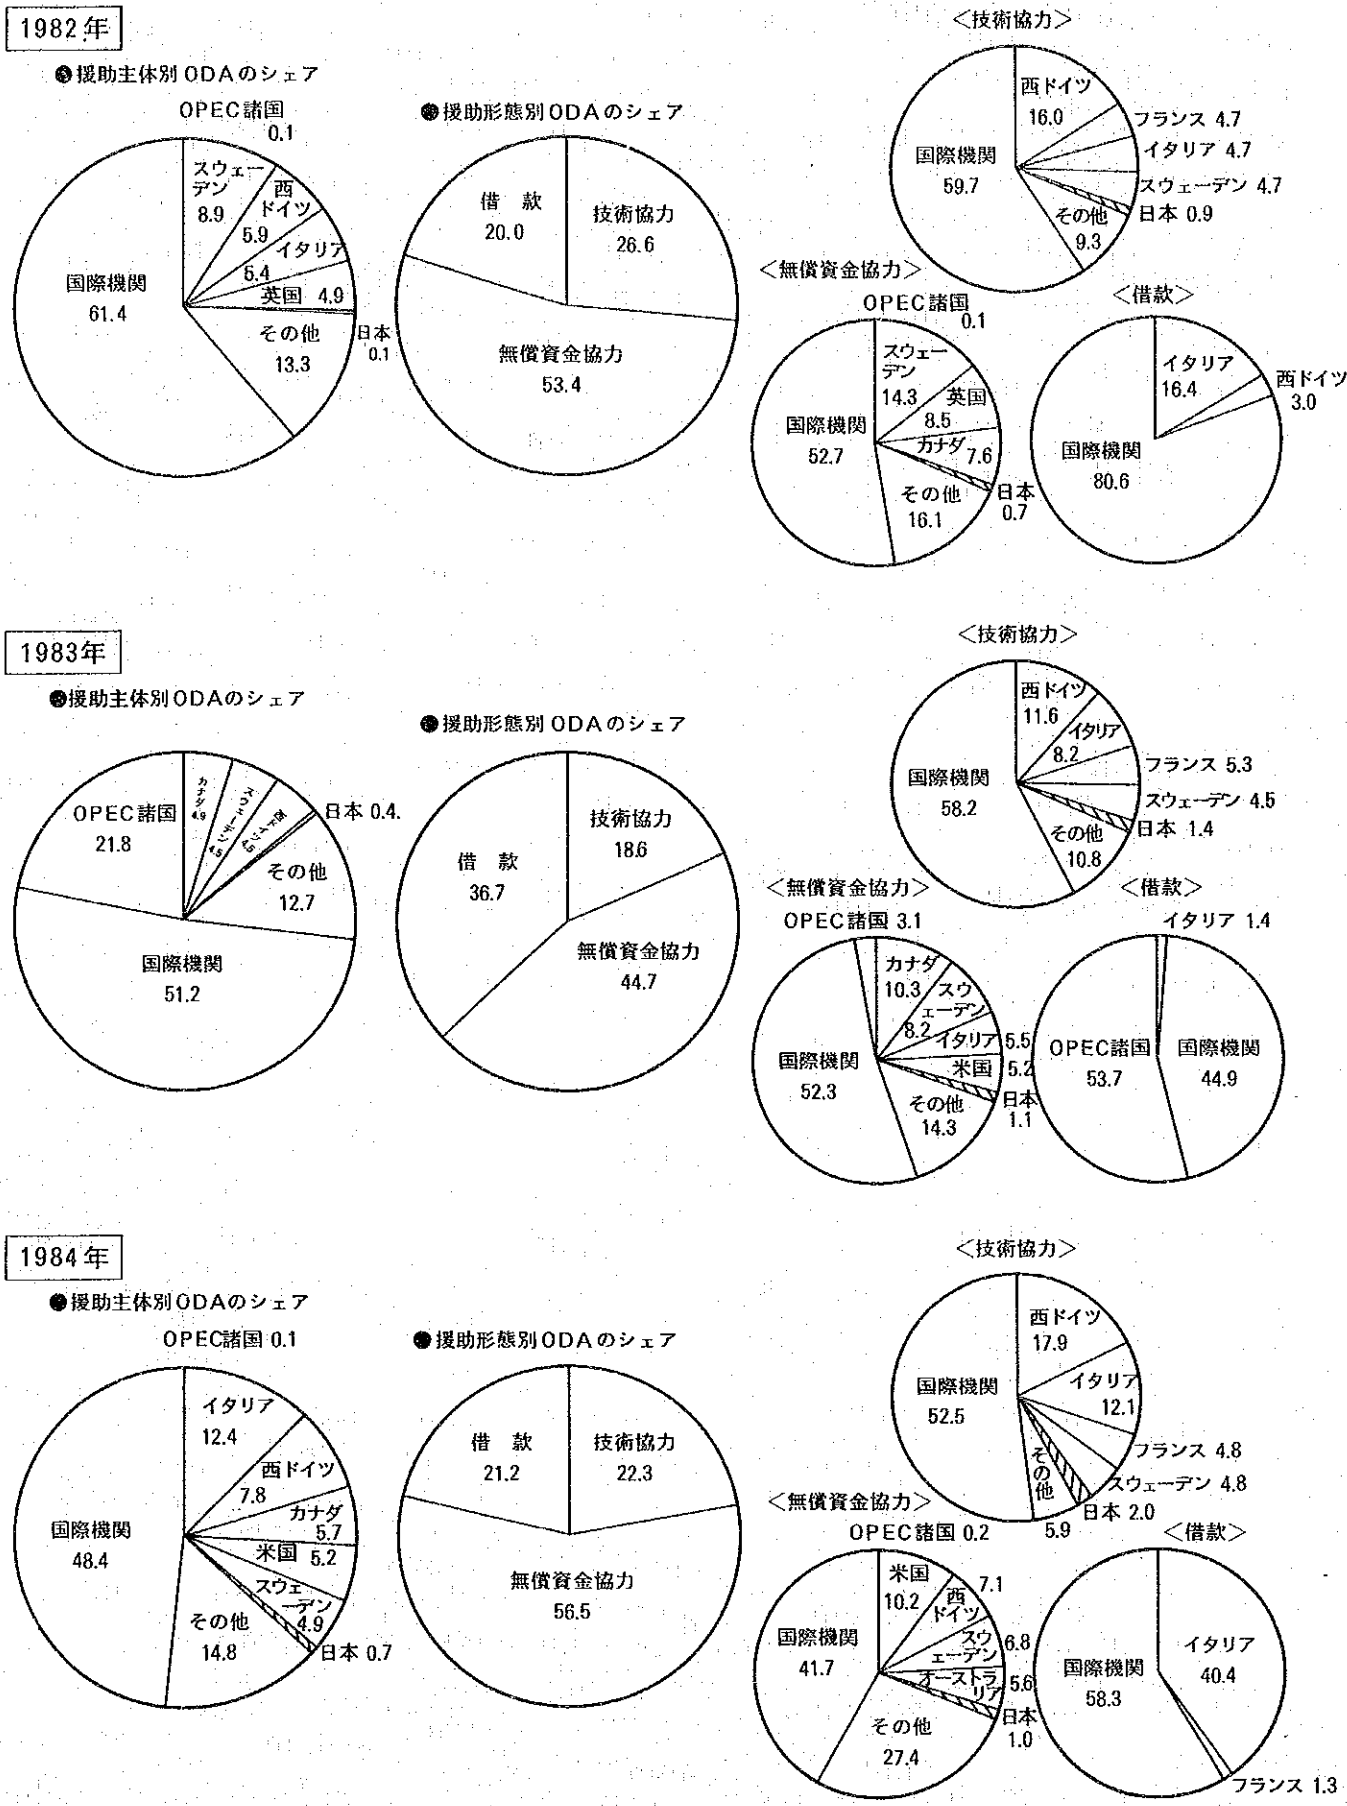 1982年
●援助主体別ODAのシェア
OPEC諸国
0.1
スウェー
デン
8.9
西
ドイツ
5.9
イタリア
5.4
英国 4.9
日本
0.1
その他
13.3
国際機関
61.4
●援助形態別ODAのシェア
借 款
20.0
技術協力
26.6
無償資金協力
53.4
<技術協力>
西ドイツ
16.0
フランス 4.7
イタリア 4.7
スウェーデン 4.7
日本 0.9
その他
9.3
国際機関
59.7
<無償資金協力>
OPEC諸国
0.1
スウェー
デン
14.3
英国
8.5
カナダ 7.6
日本
0.7
その他
16.1
国際機関
52.7
<借款>
イタリア
16.4
西ドイツ
3.0
国際機関
80.6
1983年
●援助主体別ODAのシェア
OPEC諸国
21.8
カナダ 4.9
スウェーデン 4.5
西ドイツ 4.5
日本 0.4.
その他
12.7
国際機関
51.2
●援助形態別ODAのシェア
借 款
36.7
技術協力
18.6
無償資金協力
44.7
<技術協力>
西ドイツ
11.6
イタリア
8.2
フランス 5.3
スウェーデン 4.5
日本 1.4
その他
10.8
国際機関
58.2
<無償資金協力>
OPEC諸国 3.1
カナダ
10.3
スウ
ェーデン
8.2
イタリア 5.5
米国 5.2
日本
1.1
その他
14.3
国際機関
52.3
<借款>
イタリア 1.4
OPEC諸国
53.7
国際機関
44.9
1984年
●援助主体別ODAのシェア
OPEC諸国 0.1
イタリア
12.4
西ドイツ
7.8
カナダ
5.7
米国 5.2
スウェ
ーデン
4.9
日本 0.7
その他
14.8
国際機関
48.4
●援助形態別ODAのシェア
借 款
21.2
技術協力
22.3
無償資金協力
56.5
<技術協力>
西ドイツ
17.9
イタリア
12.1
フランス 4.8
スウェーデン 4.8
日本 2.0
その他
5.9
国際機関
52.5
<無償資金協力>
OPEC諸国 0.2
米国
10.2
西
ドイツ
7.1
スウ
ェーデン
6.8
オーストラ
リア
5.6
日本
1.0
その他
27.4
国際機関
41.7
<借款>
イタリア
40.4
国際機関
58.3
フランス 1.3